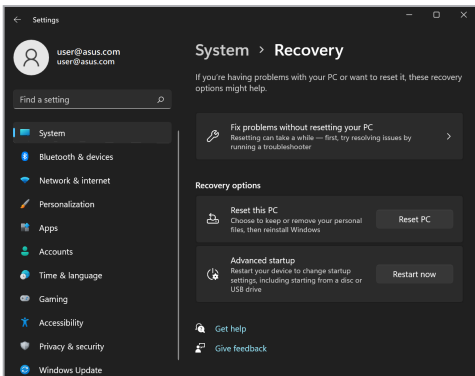 Settings
user@asus.com
user@asus.com
Find a setting
System
Bluetooth & devices
Network & internet
Personalization
Apps
Accounts
Time & language
Gaming
Accessibility
Privacy & security
Windows Update
System > Recovery
If you're having problems with your PC or want to reset it, these recovery
options might help.
Fix problems without resetting your PC
Resetting can take a while — first, try resolving issues by
running a troubleshooter
Recovery options
Reset this PC
Choose to keep or remove your personal
files, then reinstall Windows
Reset PC
Advanced startup
Restart your device to change startup
settings, including starting from a disc or
USB drive
Restart now
Get help
Give feedback